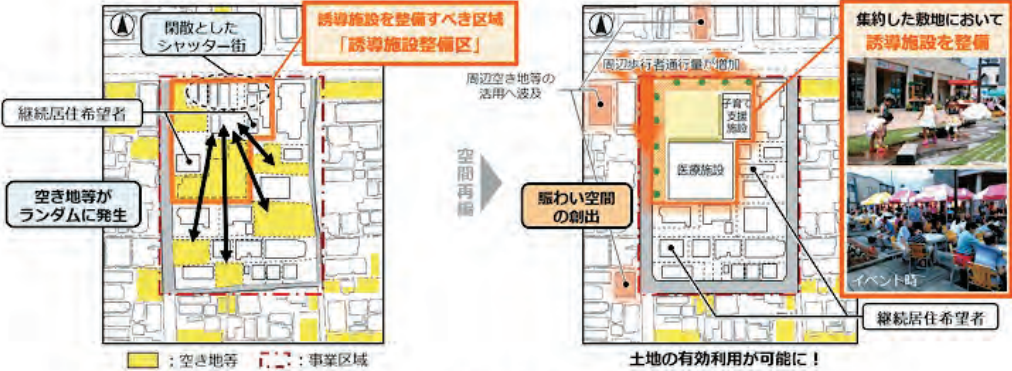 閑散とした
シャッター街
誘導施設を整備すべき区域
「誘導施設整備区」
継続居住希望者
空き地等が
ランダムに発生
：空き地等
：事業区域
空間再編
周辺歩行者通行量が増加
周辺空き地等の
活用へ波及
子育て
支援
施設
医療施設
賑わい空間
の創出
集約した敷地において
誘導施設を整備
イベント時
継続居住希望者
土地の有効利用が可能に！